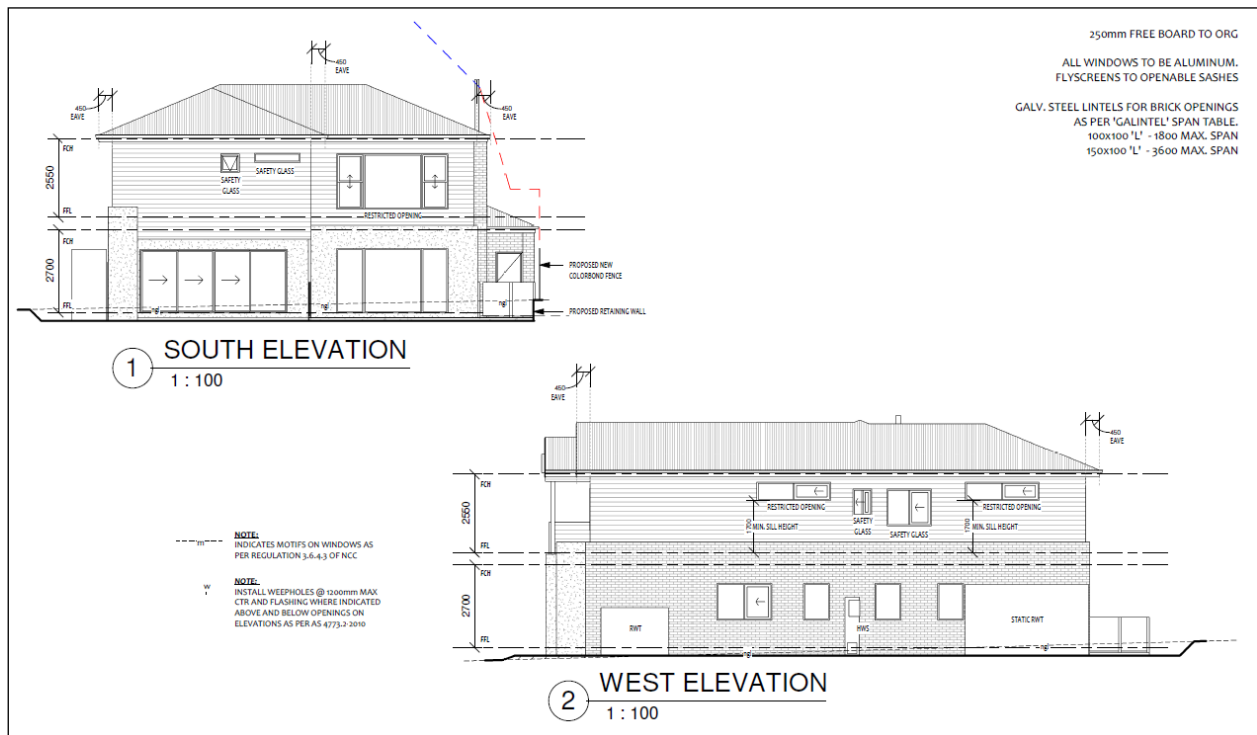 250mm FREE BOARD TO ORG
ALL WINDOWS TO BE ALUMINUM.
FLYSCREENS TO OPENABLE SASHES
GALV. STEEL LINTELS FOR BRICK OPENINGS
AS PER 'GALINTEL' SPAN TABLE.
100x100 'L' - 1800 MAX. SPAN
150x100 'L' - 3600 MAX. SPAN
450
EAVE
450
EAVE
450
EAVE
FCH
2550
SAFETY GLASS
SAFETY
GLASS
FFL
RESTRICTED OPENING
FCH
2700
PROPOSED NEW
COLORBOND FENCE
FFL
ngl
ngl
ngl
PROPOSED RETAINING WALL
1
SOUTH ELEVATION
1 : 100
450
EAVE
450
EAVE
FCH
2550
RESTRICTED OPENING
RESTRICTED OPENING
1700
MIN. SILL HEIGHT
SAFETY
GLASS
SAFETY GLASS
1700
MIN. SILL HEIGHT
FFL
FCH
2700
RWT
HWS
STATIC RWT
FFL
ngl
ngl
2
WEST ELEVATION
1 : 100
m
NOTE:
INDICATES MOTIFS ON WINDOWS AS
PER REGULATION 3.6.4.3 OF NCC
w
NOTE:
INSTALL WEEPHOLES @ 1200mm MAX
CTR AND FLASHING WHERE INDICATED
ABOVE AND BELOW OPENINGS ON
ELEVATIONS AS PER AS 4773.2-2010